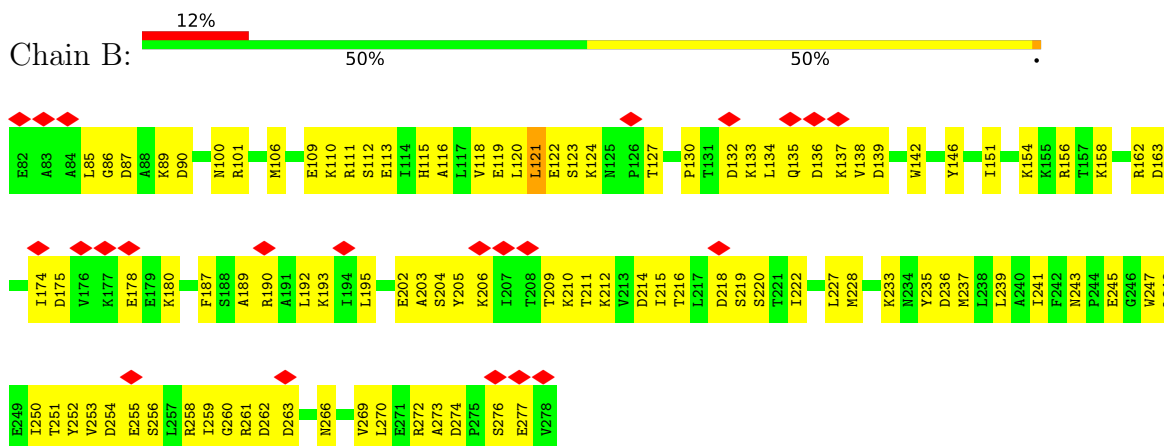 12%
Chain B:
50% 50% •
E82 A83 A84 L85 G86 D87 A88 K89 D90 N100 R101 M106 E109 K110 R111 S112 E113 I114 H115 A116 L117 V118 E119 L120 L121 E122 S123 K124 N125 P126 T127 P130 T131 D132 K133 L134 Q135 D136 K137 V138 D139 W142 Y146 I151 K154 K155 R156 T157 K158 R162 D163
I174 D175 V176 K177 E178 E179 K180 F187 S188 A189 R190 A191 L192 K193 I194 L195 E202 A203 S204 Y205 K206 I207 T208 T209 K210 T211 K212 V213 D214 I215 T216 L217 D218 S219 S220 T221 I222 L227 M228 K233 N234 Y235 D236 M237 L238 L239 A240 I241 F242 N243 P244 E245 G246 W247
E249 I250 T251 Y252 V253 D254 E255 S256 L257 R258 I259 G260 R261 D262 D263 N266 V269 L270 E271 R272 A273 D274 P275 S276 E277 V278